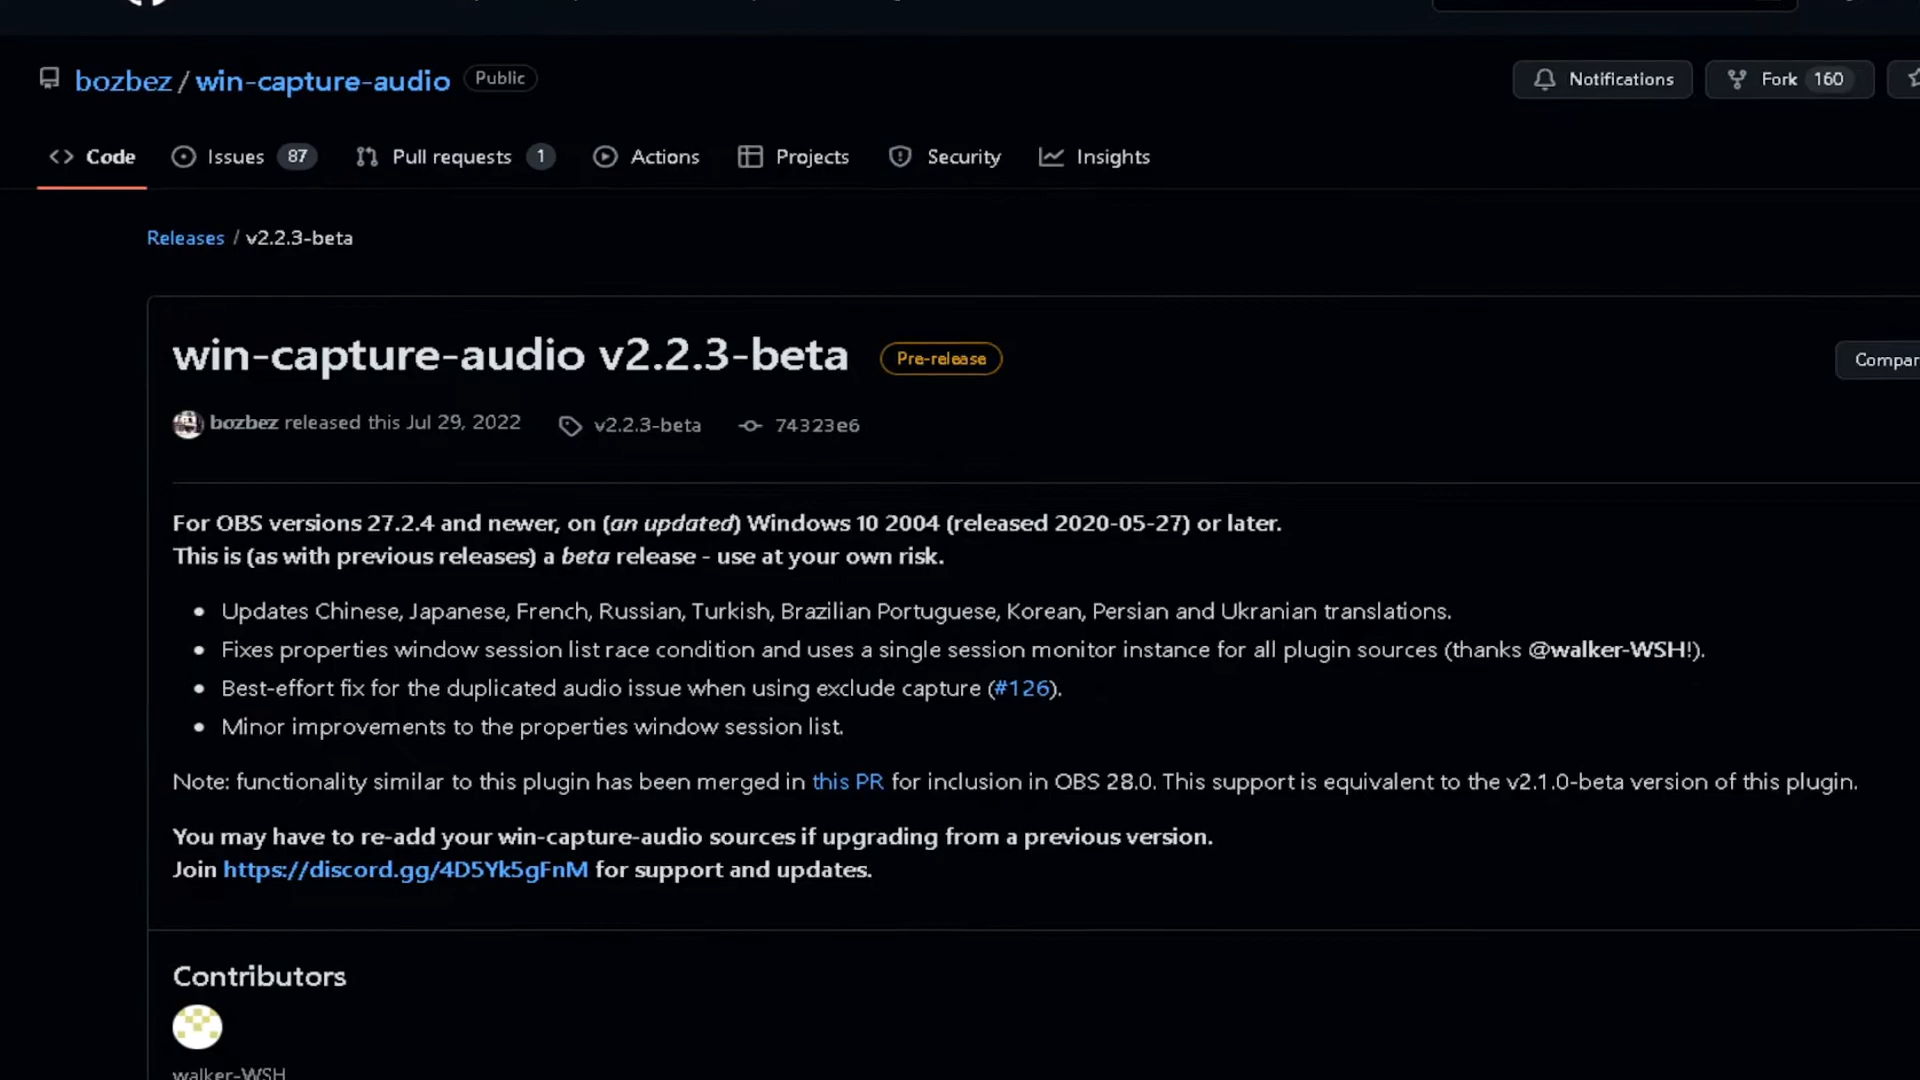 bozbez / win-capture-audio Public
Notifications Fork 160
Code Issues 87 Pull requests 1 Actions Projects Security Insights
Releases / v2.2.3-beta
win-capture-audio v2.2.3-beta Pre-release
Compar
bozbez released this Jul 29, 2022 v2.2.3-beta 74323e6
For OBS versions 27.2.4 and newer, on (an updated) Windows 10 2004 (released 2020-05-27) or later.
This is (as with previous releases) a beta release - use at your own risk.
• Updates Chinese, Japanese, French, Russian, Turkish, Brazilian Portuguese, Korean, Persian and Ukranian translations.
• Fixes properties window session list race condition and uses a single session monitor instance for all plugin sources (thanks @walker-WSH!).
• Best-effort fix for the duplicated audio issue when using exclude capture (#126).
• Minor improvements to the properties window session list.
Note: functionality similar to this plugin has been merged in this PR for inclusion in OBS 28.0. This support is equivalent to the v2.1.0-beta version of this plugin.
You may have to re-add your win-capture-audio sources if upgrading from a previous version.
Join https://discord.gg/4D5Yk5gFnM for support and updates.
Contributors
walker-WSH